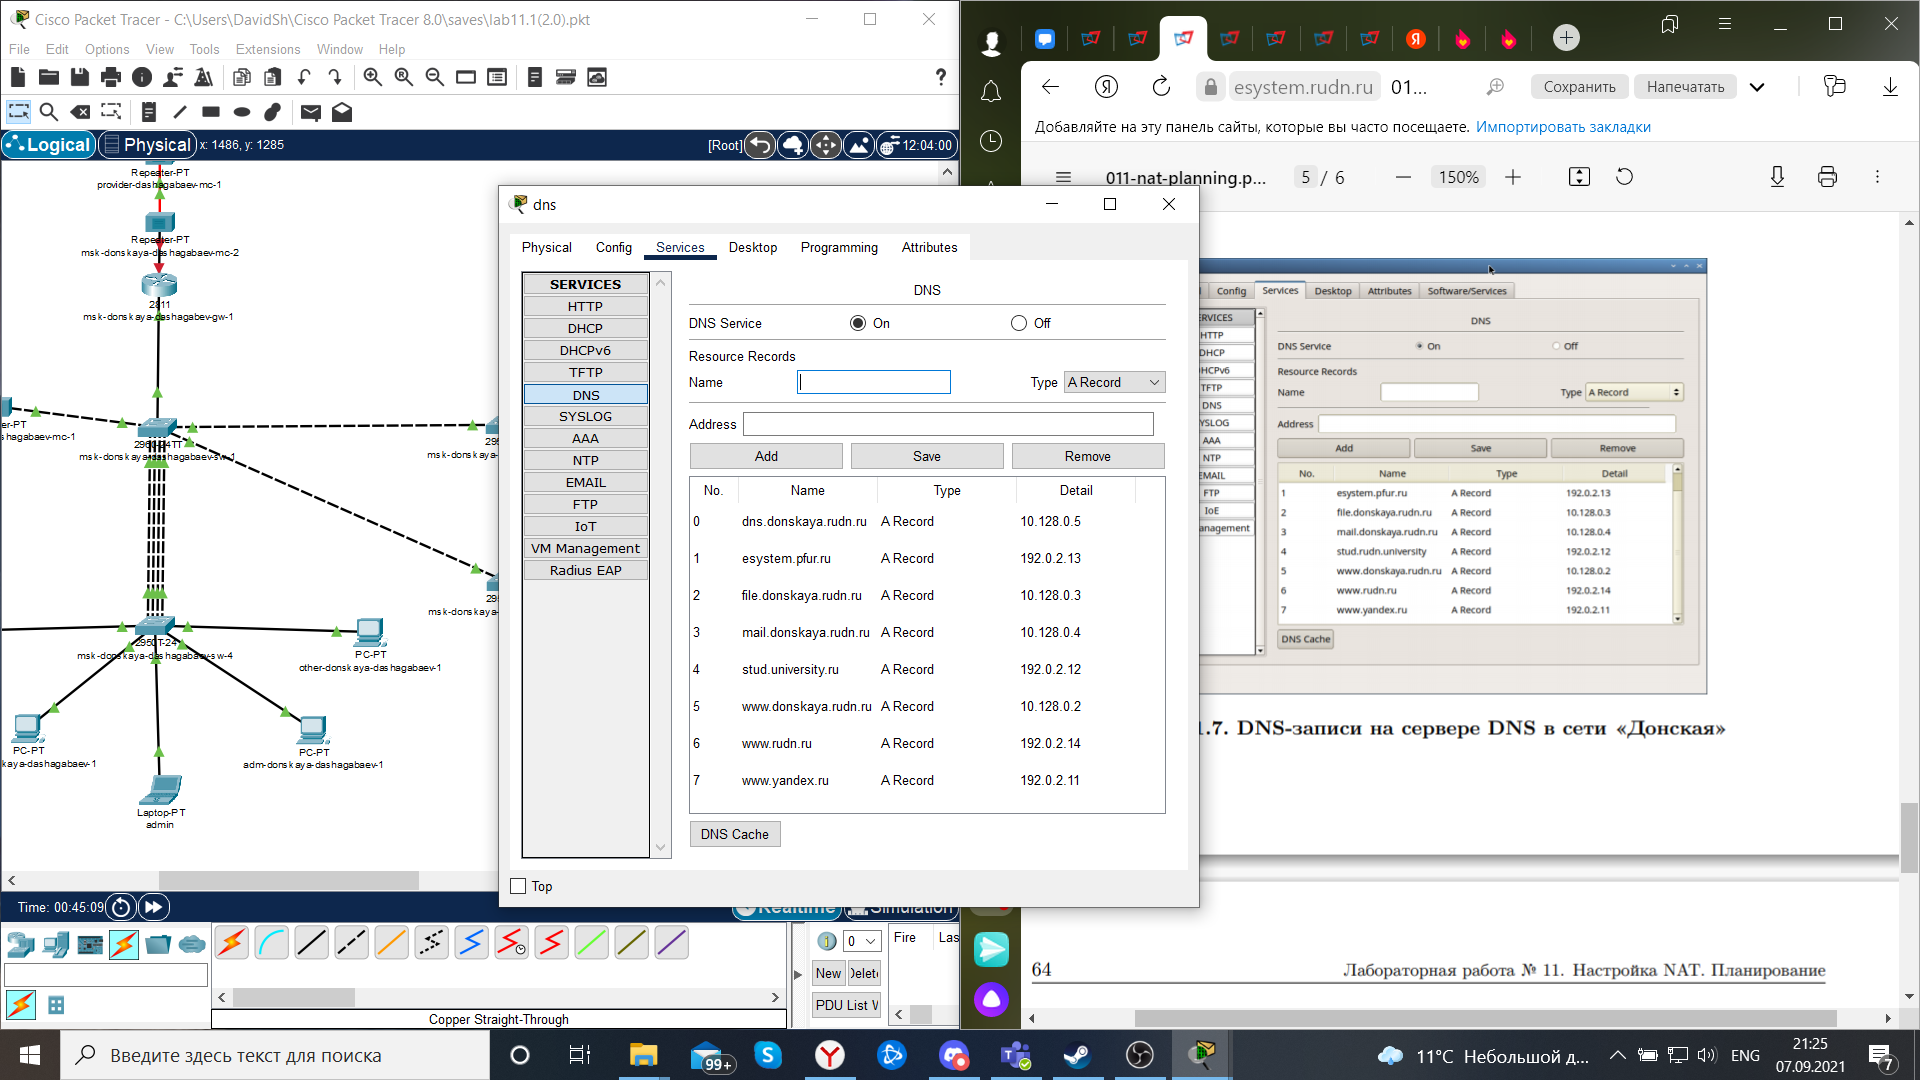 Cisco Packet Tracer - C:\Users\DavidSh\Cisco Packet Tracer 8.0\saves\lab11.1(2.0).pkt
File Edit Options View Tools Extensions Window Help
Logical Physical x: 1486, y: 1285 [Root] 12:04:00
Repeater-PT
provider-dashagabaev-mc-1
Repeater-PT
msk-donskaya-dashagabaev-mc-2
2811
msk-donskaya-dashagabev-gw-1
er-PT
hagabaev-mc-1
2960-24TT
msk-donskaya-dashagabaev-sw-1
msk-donskaya-
msk-donskaya-
2950T-24
msk-donskaya-dashagabaev-sw-4
PC-PT
other-donskaya-dashagabaev-1
PC-PT
kaya-dashagabaev-1
PC-PT
adm-donskaya-dashagabaev-1
Laptop-PT
admin
Time: 00:45:09
Realtime Simulation
0
Fire Las
New
PDU List
Copper Straight-Through
dns
Physical Config Services Desktop Programming Attributes
SERVICES
HTTP
DHCP
DHCPv6
TFTP
DNS
SYSLOG
AAA
NTP
EMAIL
FTP
IoT
VM Management
Radius EAP
DNS
DNS Service On Off
Resource Records
Name Type A Record
Address
Add Save Remove
No. Name Type Detail
0 dns.donskaya.rudn.ru A Record 10.128.0.5
1 esystem.pfur.ru A Record 192.0.2.13
2 file.donskaya.rudn.ru A Record 10.128.0.3
3 mail.donskaya.rudn.ru A Record 10.128.0.4
4 stud.university.ru A Record 192.0.2.12
5 www.donskaya.rudn.ru A Record 10.128.0.2
6 www.rudn.ru A Record 192.0.2.14
7 www.yandex.ru A Record 192.0.2.11
DNS Cache
Top
esystem.rudn.ru 01... Сохранить Напечатать
Добавляйте на эту панель сайты, которые вы часто посещаете. Импортировать закладки
011-nat-planning.p... 5 / 6 150%
Config Services Desktop Attributes Software/Services
ERVICES
HTTP
DHCP
HCPv6
TFTP
DNS
YSLOG
AAA
NTP
EMAIL
FTP
IoE
anagement
DNS
DNS Service On Off
Resource Records
Name Type A Record
Address
Add Save Remove
No. Name Type Detail
1 esystem.pfur.ru A Record 192.0.2.13
2 file.donskaya.rudn.ru A Record 10.128.0.3
3 mail.donskaya.rudn.ru A Record 10.128.0.4
4 stud.rudn.university A Record 192.0.2.12
5 www.donskaya.rudn.ru A Record 10.128.0.2
6 www.rudn.ru A Record 192.0.2.14
7 www.yandex.ru A Record 192.0.2.11
DNS Cache
1.7. DNS-записи на сервере DNS в сети «Донская»
64 Лабораторная работа № 11. Настройка NAT. Планирование
Введите здесь текст для поиска
99+
11°C Небольшой д... ENG
21:25
07.09.2021
7